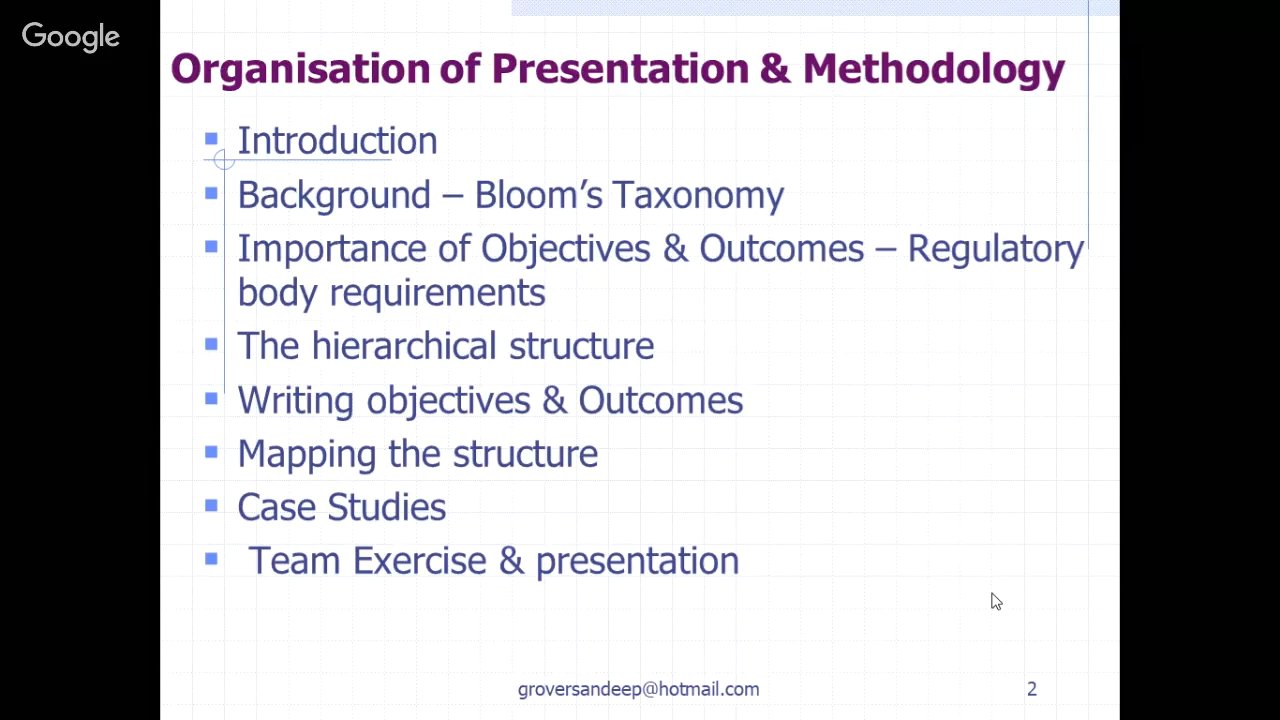 Google
Organisation of Presentation & Methodology
Introduction
Background – Bloom’s Taxonomy
Importance of Objectives & Outcomes – Regulatory
body requirements
The hierarchical structure
Writing objectives & Outcomes
Mapping the structure
Case Studies
Team Exercise & presentation
groversandeep@hotmail.com
2